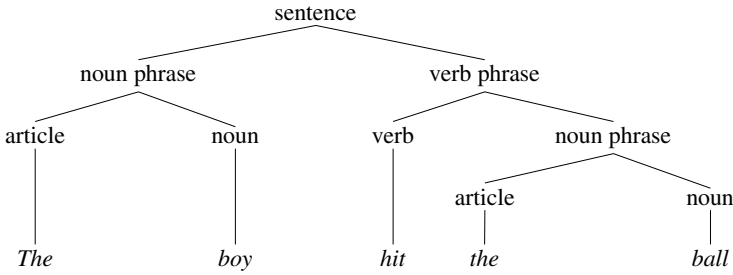 sentence
noun phrase verb phrase
article noun verb noun phrase
article noun
The boy hit the ball